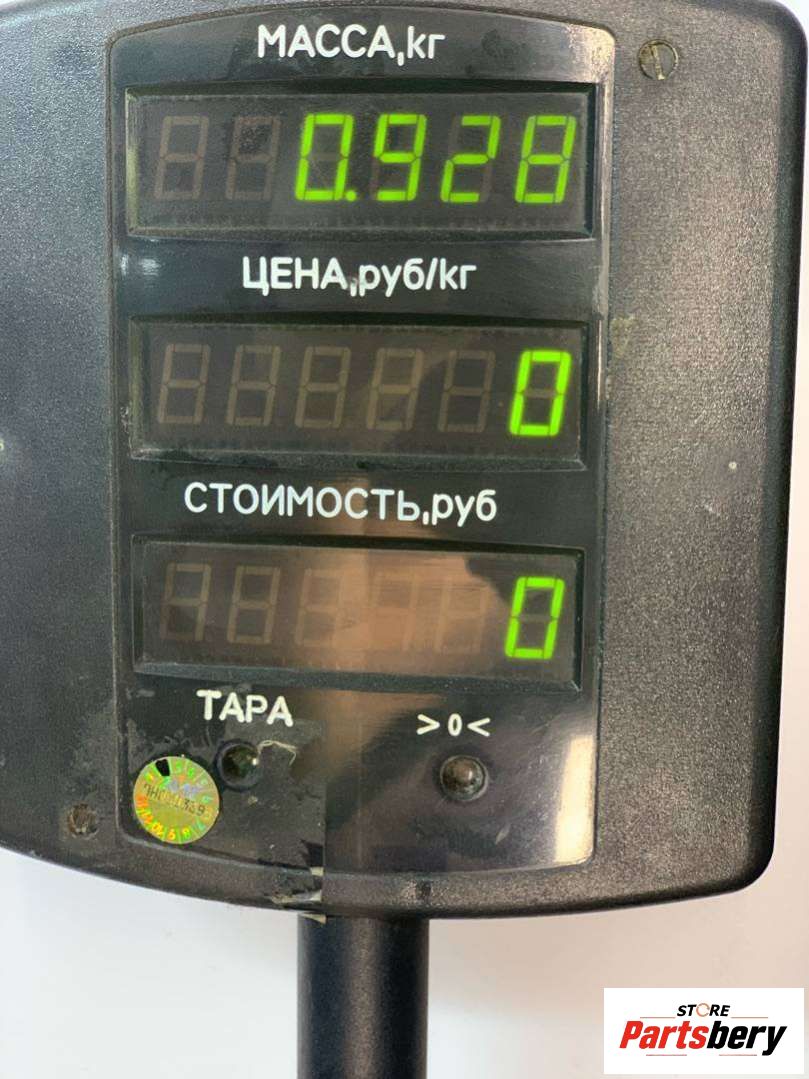 МАССА,кг
0.928
ЦЕНА,руб/кг
0
СТОИМОСТЬ,руб
0
ТАРА
>0<
STORE
Partsbery